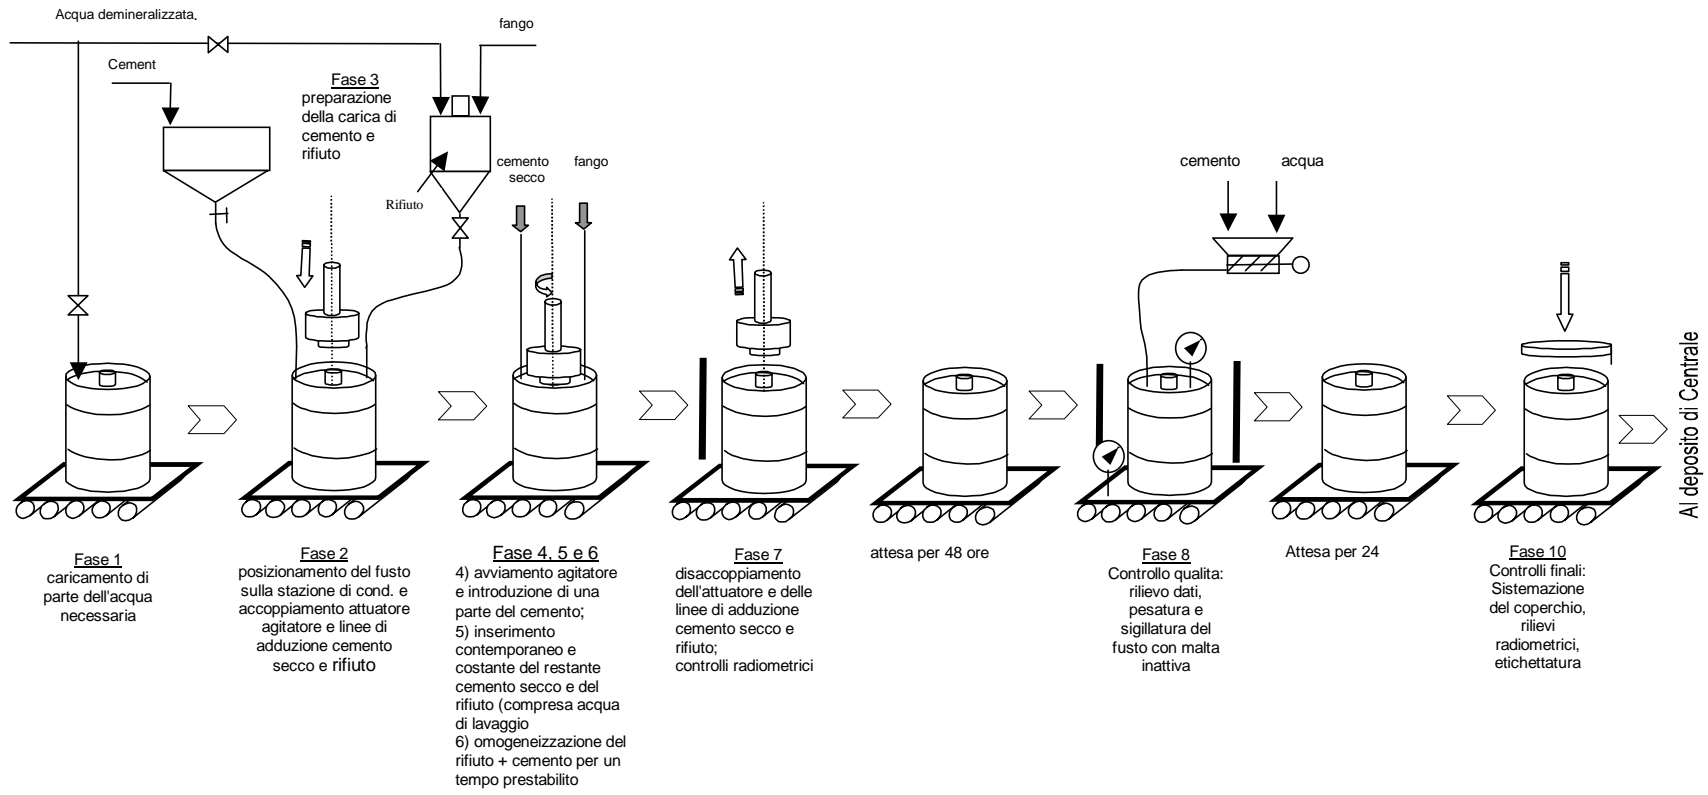 Acqua demineralizzata.
fango
Cement
Fase 3
preparazione
della carica di
cemento e
rifiuto
Rifiuto
cemento
secco
fango
cemento
acqua
Fase 1
caricamento di
parte dell'acqua
necessaria
Fase 2
posizionamento del fusto
sulla stazione di cond. e
accoppiamento attuatore
agitatore e linee di
adduzione cemento
secco e rifiuto
Fase 4, 5 e 6
4) avviamento agitatore
e introduzione di una
parte del cemento;
5) inserimento
contemporaneo e
costante del restante
cemento secco e del
rifiuto (compresa acqua
di lavaggio
6) omogeneizzazione del
rifiuto + cemento per un
tempo prestabilito
Fase 7
disaccoppiamento
dell'attuatore e delle
linee di adduzione
cemento secco e
rifiuto;
controlli radiometrici
attesa per 48 ore
Fase 8
Controllo qualita:
rilievo dati,
pesatura e
sigillatura del
fusto con malta
inattiva
Attesa per 24
Fase 10
Controlli finali:
Sistemazione
del coperchio,
rilievi
radiometrici,
etichettatura
Al deposito di Centrale